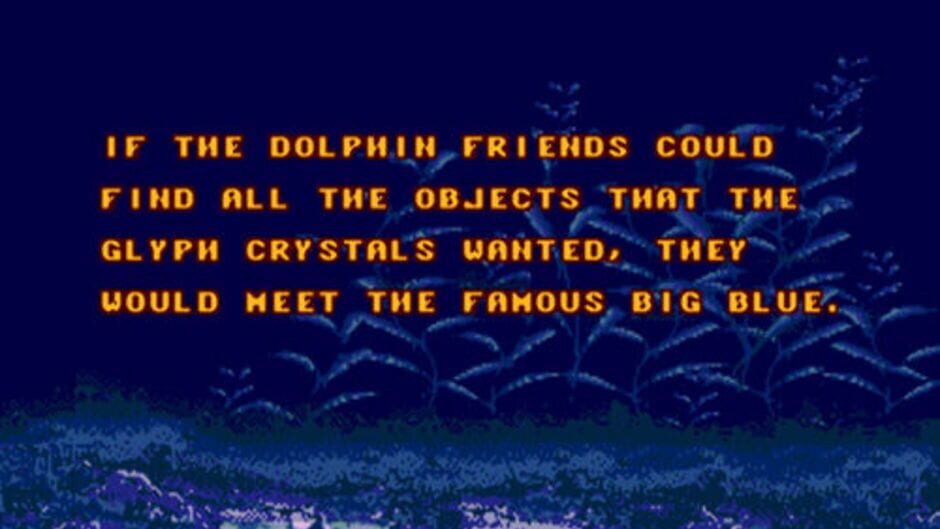 IF THE DOLPHIN FRIENDS COULD
FIND ALL THE OBJECTS THAT THE
GLYPH CRYSTALS WANTED, THEY
WOULD MEET THE FAMOUS BIG BLUE.